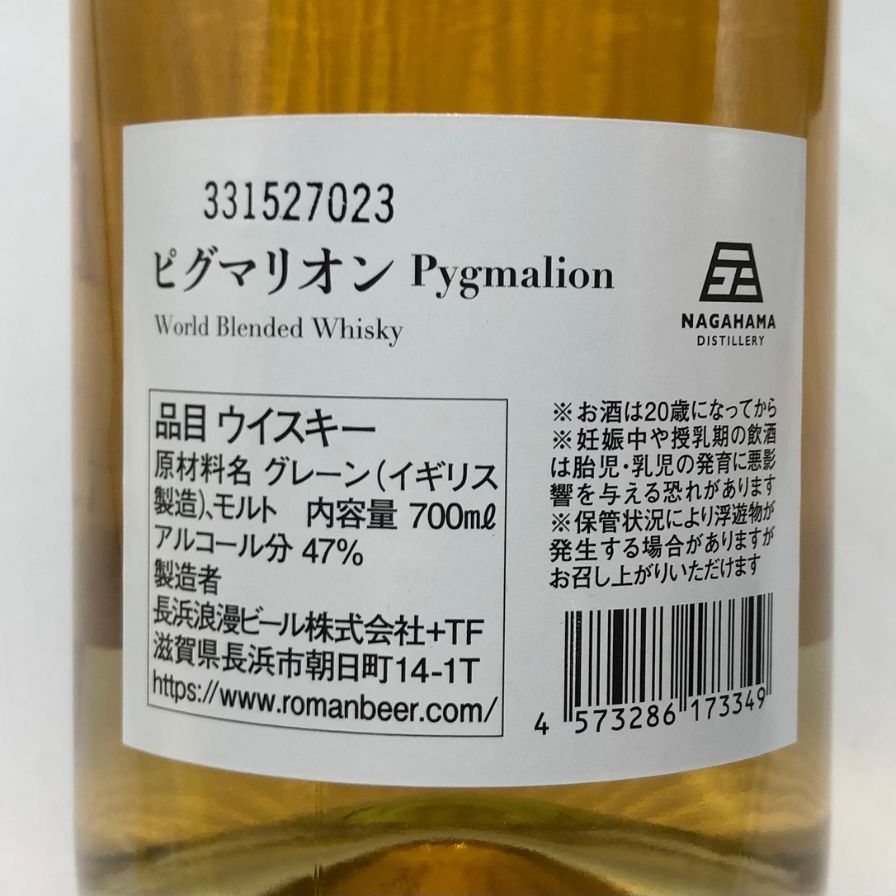 331527023
ピグマリオン Pygmalion
World Blended Whisky
NAGAHAMA
DISTILLERY
品目 ウイスキー
原材料名 グレーン(イギリス
製造)、モルト 内容量 700mℓ
アルコール分 47%
製造者
長浜浪漫ビール株式会社+TF
滋賀県長浜市朝日町14-1T
https://www.romanbeer.com/
※お酒は20歳になってから
※妊娠中や授乳期の飲酒
は胎児・乳児の発育に悪影
響を与える恐れがあります
※保管状況により浮遊物が
発生する場合がありますが
お召し上がりいただけます
4 573286 173349